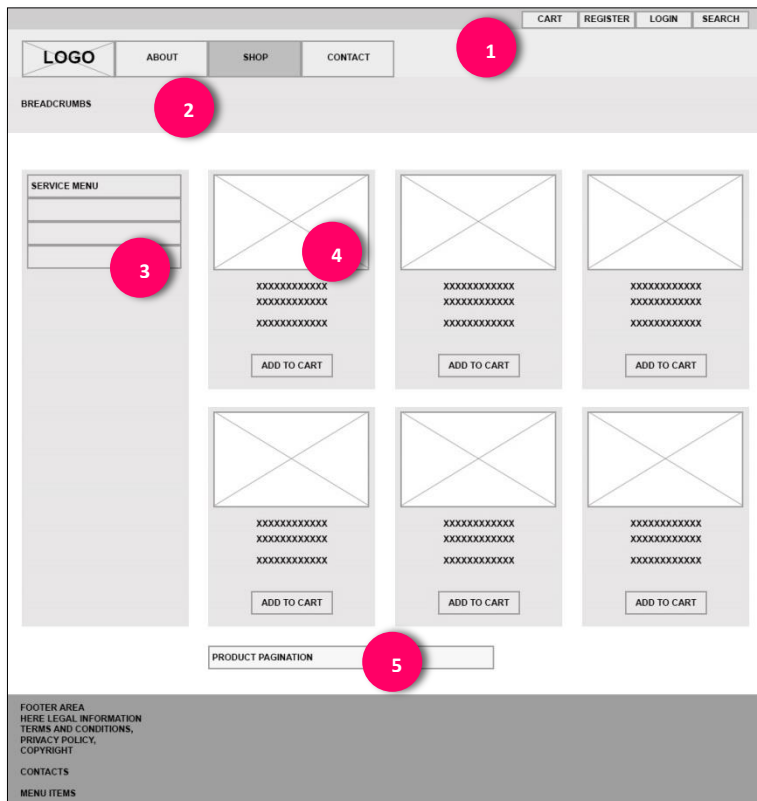 CART REGISTER LOGIN SEARCH
1
LOGO ABOUT SHOP CONTACT
BREADCRUMBS
2
SERVICE MENU
3
4
XXXXXXXXXXXX XXXXXXXXXXXX XXXXXXXXXXXX
XXXXXXXXXXXX XXXXXXXXXXXX XXXXXXXXXXXX
XXXXXXXXXXXX XXXXXXXXXXXX XXXXXXXXXXXX
ADD TO CART ADD TO CART ADD TO CART
XXXXXXXXXXXX XXXXXXXXXXXX XXXXXXXXXXXX
XXXXXXXXXXXX XXXXXXXXXXXX XXXXXXXXXXXX
XXXXXXXXXXXX XXXXXXXXXXXX XXXXXXXXXXXX
ADD TO CART ADD TO CART ADD TO CART
PRODUCT PAGINATION
5
FOOTER AREA
HERE LEGAL INFORMATION
TERMS AND CONDITIONS,
PRIVACY POLICY,
COPYRIGHT
CONTACTS
MENU ITEMS